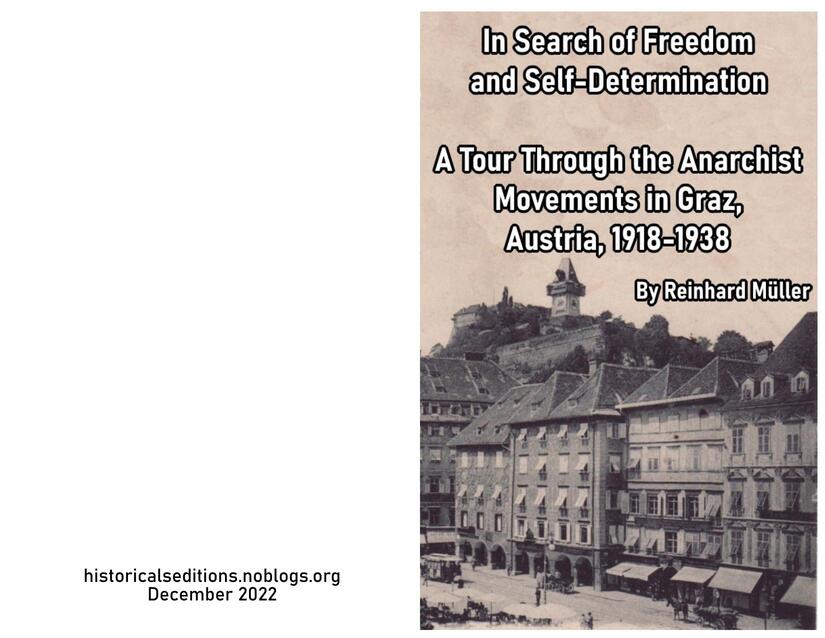 historicalseditions.noblogs.org
December 2022
In Search of Freedom
and Self-Determination
A Tour Through the Anarchist
Movements in Graz,
Austria, 1918-1938
By Reinhard Müller